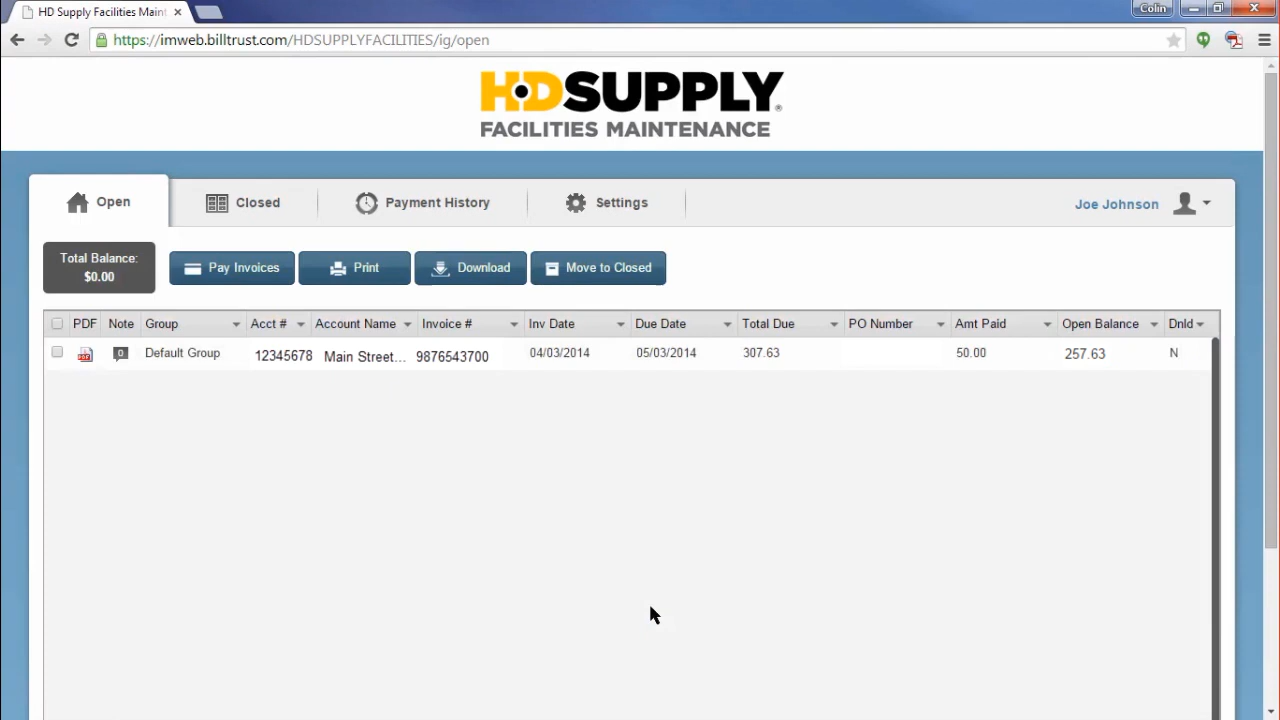 HD Supply Facilities Maint
Colin
https://imweb.billtrust.com/HDSUPPLYFACILITIES/ig/open
HDSUPPLY®
FACILITIES MAINTENANCE
Open
Closed
Payment History
Settings
Joe Johnson
Total Balance:
$0.00
Pay Invoices
Print
Download
Move to Closed
PDF Note Group Acct # Account Name Invoice # Inv Date Due Date Total Due PO Number Amt Paid Open Balance Dnld
0 Default Group 12345678 Main Street... 9876543700 04/03/2014 05/03/2014 307.63 50.00 257.63 N